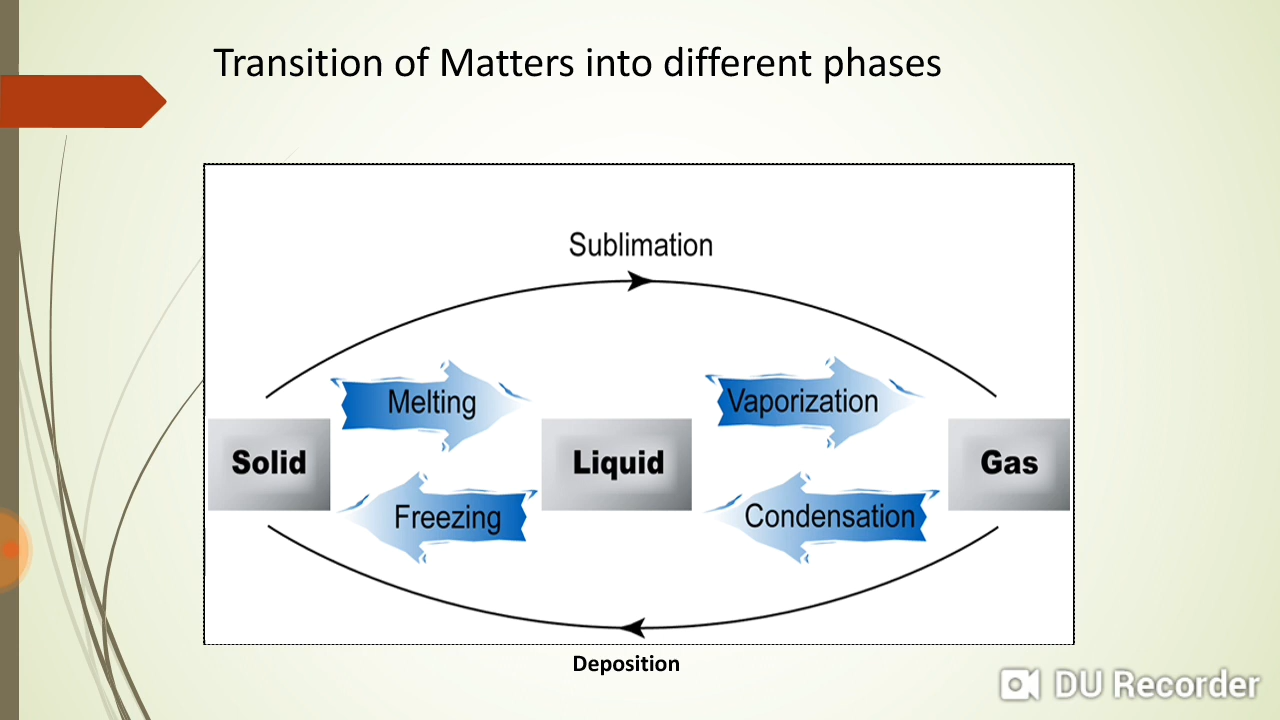 Transition of Matters into different phases
Sublimation
Melting
Vaporization
Solid
Liquid
Gas
Freezing
Condensation
Deposition
DU Recorder